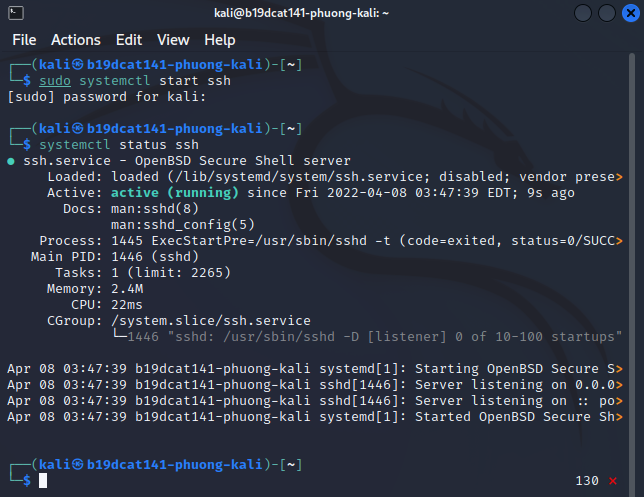 kali@b19dcat141-phuong-kali: ~
File Actions Edit View Help
┌──(kali㉿b19dcat141-phuong-kali)-[~]
└─$ sudo systemctl start ssh
[sudo] password for kali:
┌──(kali㉿b19dcat141-phuong-kali)-[~]
└─$ systemctl status ssh
● ssh.service - OpenBSD Secure Shell server
     Loaded: loaded (/lib/systemd/system/ssh.service; disabled; vendor prese>
     Active: active (running) since Fri 2022-04-08 03:47:39 EDT; 9s ago
       Docs: man:sshd(8)
             man:sshd_config(5)
    Process: 1445 ExecStartPre=/usr/sbin/sshd -t (code=exited, status=0/SUCC>
   Main PID: 1446 (sshd)
      Tasks: 1 (limit: 2265)
     Memory: 2.4M
        CPU: 22ms
     CGroup: /system.slice/ssh.service
             └─1446 "sshd: /usr/sbin/sshd -D [listener] 0 of 10-100 startups"
Apr 08 03:47:39 b19dcat141-phuong-kali systemd[1]: Starting OpenBSD Secure S>
Apr 08 03:47:39 b19dcat141-phuong-kali sshd[1446]: Server listening on 0.0.0>
Apr 08 03:47:39 b19dcat141-phuong-kali sshd[1446]: Server listening on :: po>
Apr 08 03:47:39 b19dcat141-phuong-kali systemd[1]: Started OpenBSD Secure Sh>
┌──(kali㉿b19dcat141-phuong-kali)-[~]
└─$ 130 ⨯